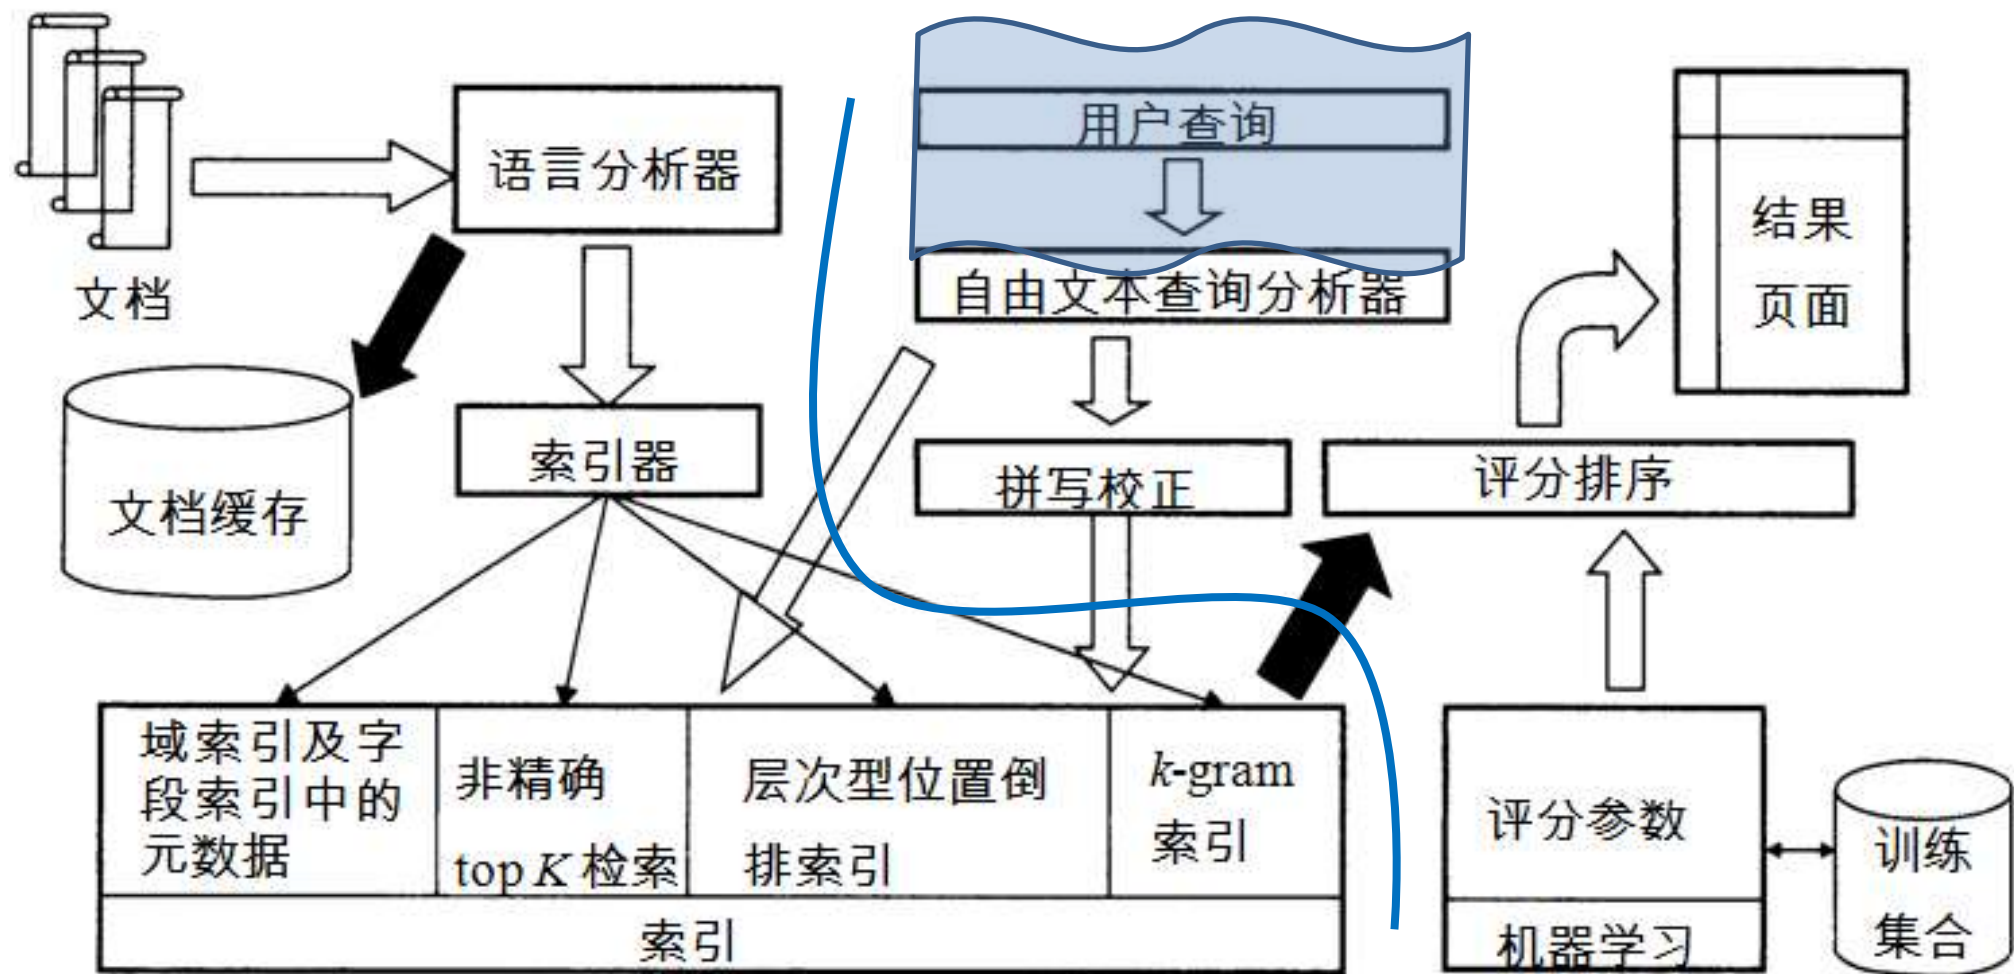 文档
语言分析器
文档缓存
索引器
用户查询
自由文本查询分析器
拼写校正
评分排序
结果
页面
域索引及字
段索引中的
元数据
非精确
top K 检索
层次型位置倒
排索引
k-gram
索引
索引
评分参数
机器学习
训练
集合